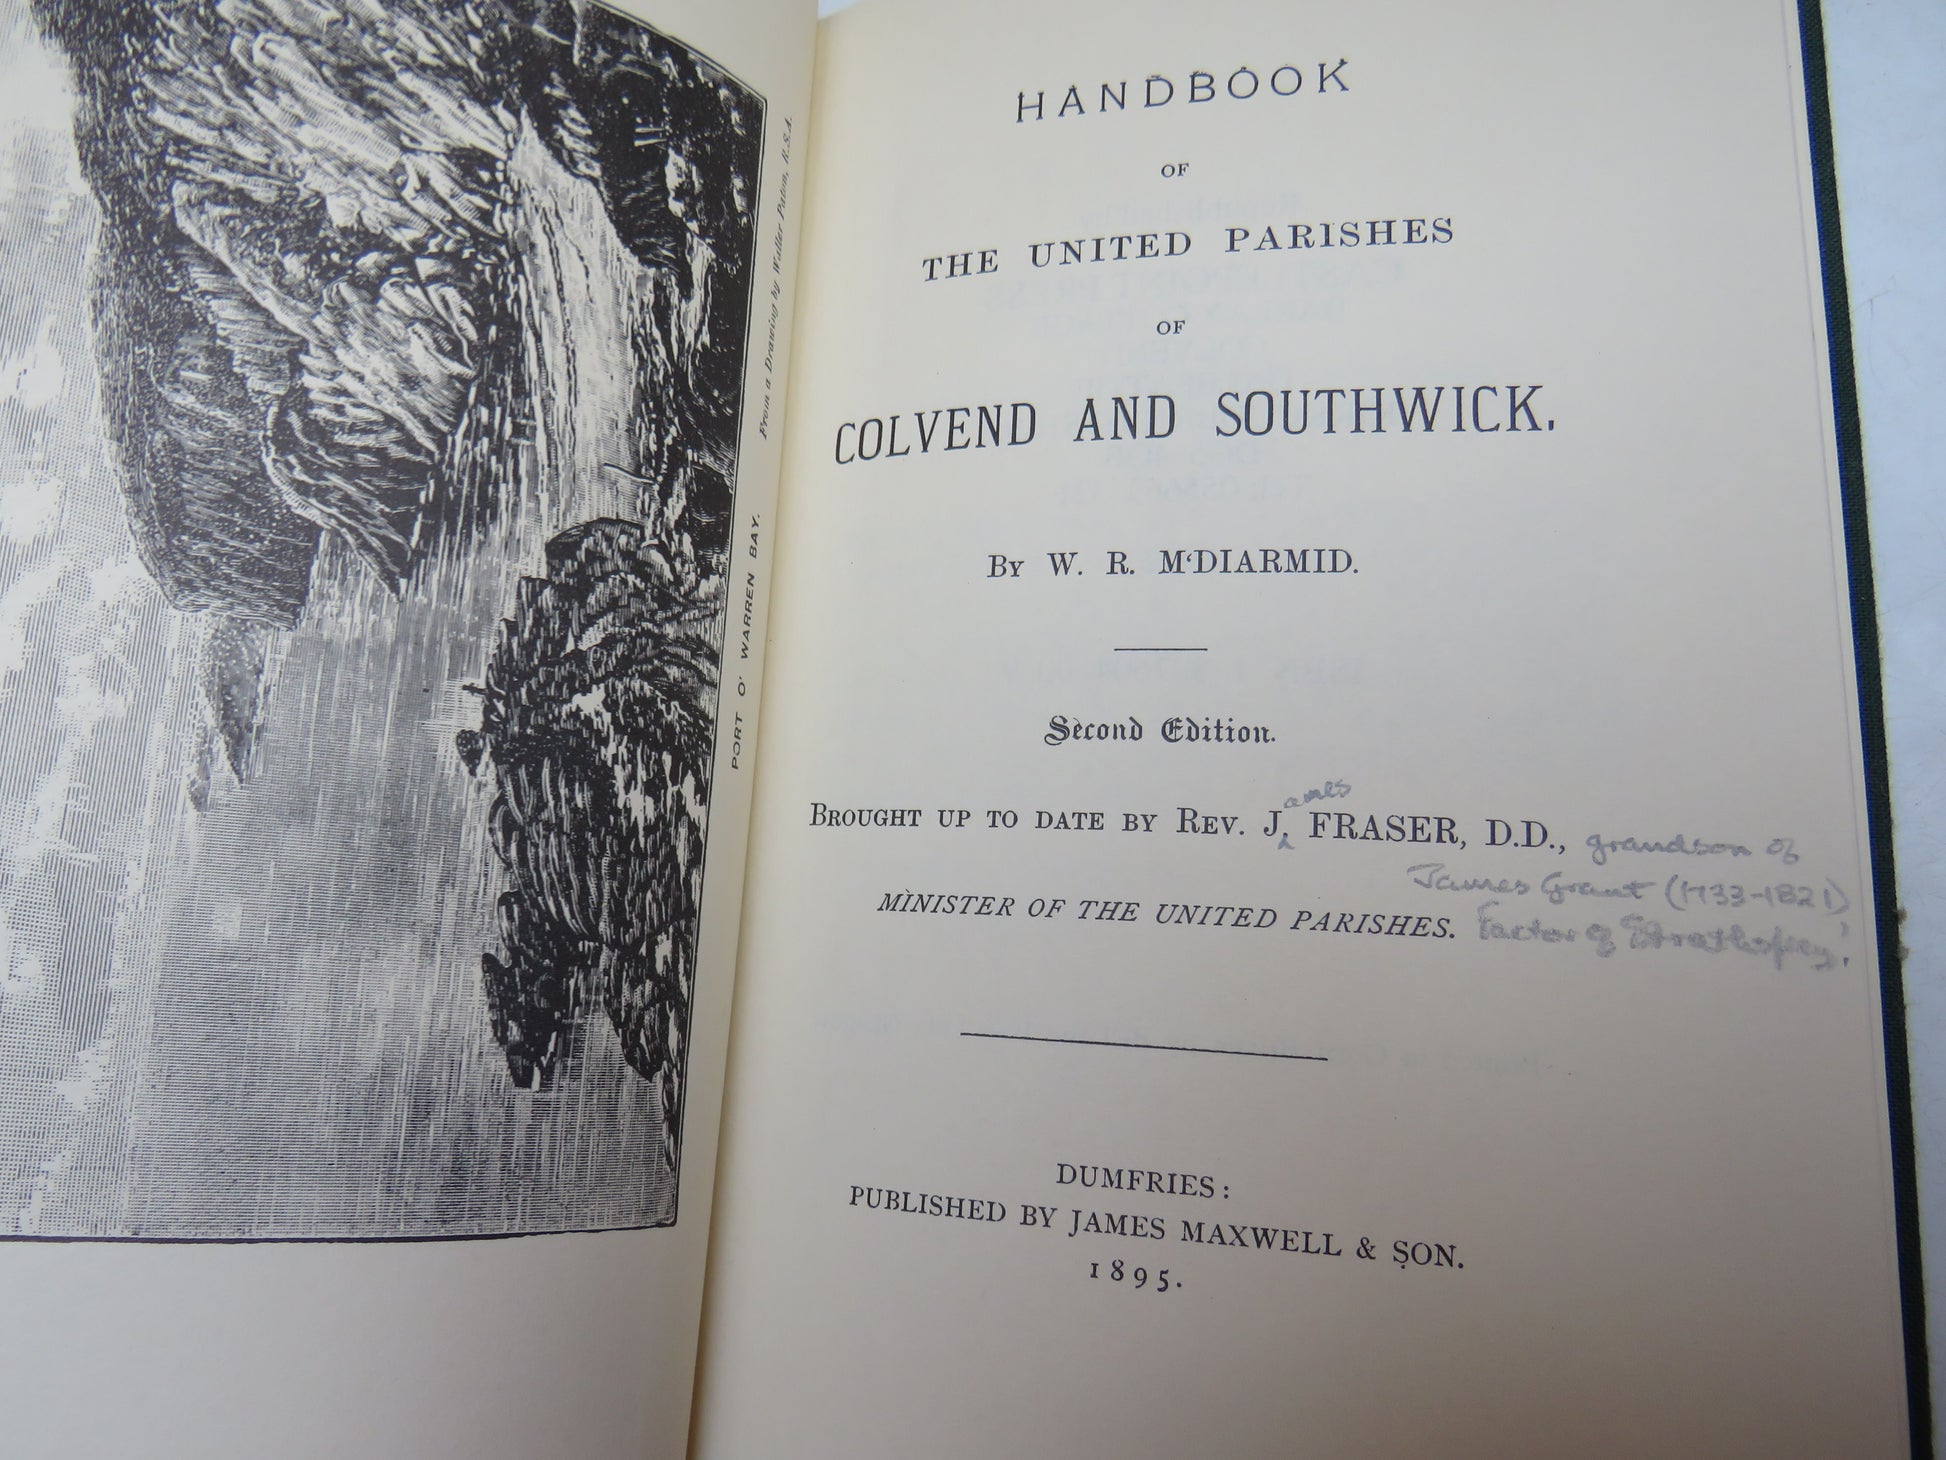 HANDBOOK
OF
THE UNITED PARISHES
OF
COLVEND AND SOUTHWICK.
By W. R. M'DIARMID.
Second Edition.
ames
BROUGHT UP TO DATE BY REV. J. FRASER, D.D., grandson of
James Grant (1733-1821)
MINISTER OF THE UNITED PARISHES. Factor of Strathspey!
DUMFRIES:
PUBLISHED BY JAMES MAXWELL & SON.
1895.
PORT O' WARREN BAY. From a Drawing by Waller Paton, R.S.A.